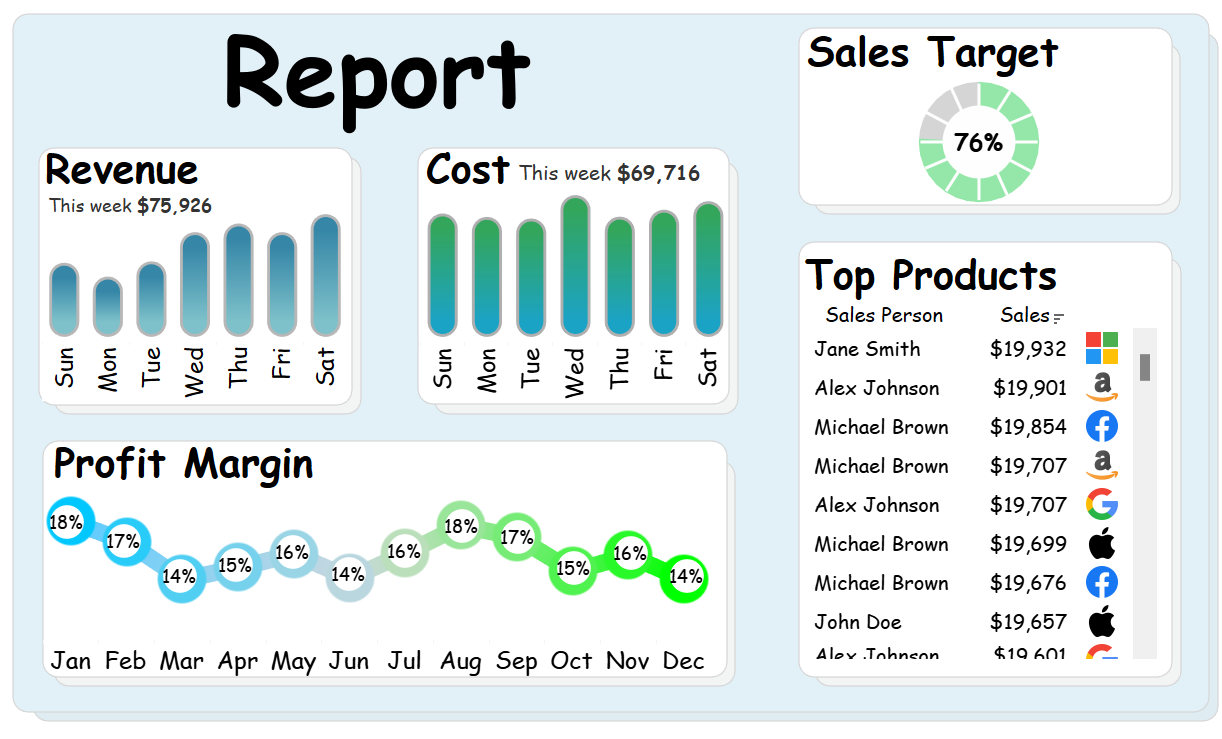 Report
Revenue
This week $75,926
Sun Mon Tue Wed Thu Fri Sat
Cost This week $69,716
Sun Mon Tue Wed Thu Fri Sat
Profit Margin
18% 17% 14% 15% 16% 14% 16% 18% 17% 15% 16% 14%
Jan Feb Mar Apr May Jun Jul Aug Sep Oct Nov Dec
Sales Target
76%
Top Products
Sales Person Sales
Jane Smith $19,932
Alex Johnson $19,901
a
Michael Brown $19,854
Michael Brown $19,707
a
Alex Johnson $19,707
Michael Brown $19,699
Michael Brown $19,676
John Doe $19,657
Alex Johnson $19,601